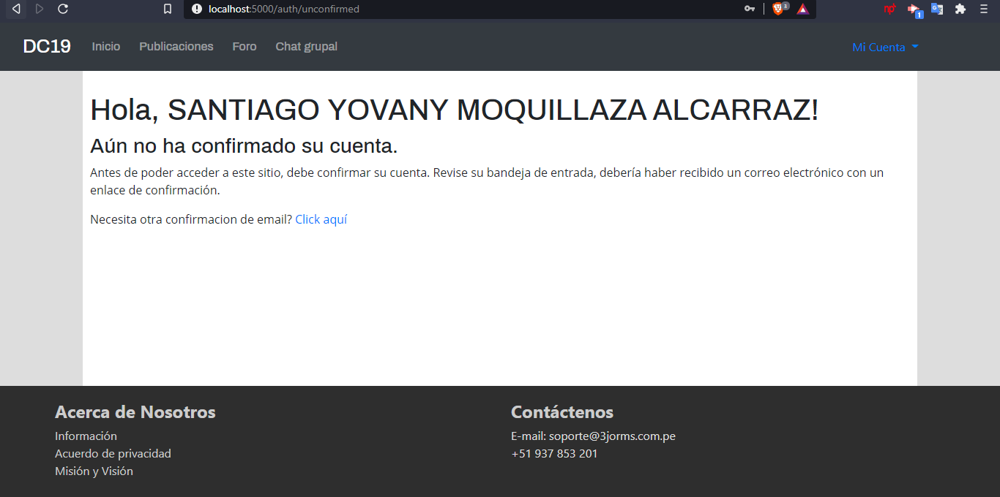 localhost:5000/auth/unconfirmed
3
1
DC19 Inicio Publicaciones Foro Chat grupal Mi Cuenta
Hola, SANTIAGO YOVANY MOQUILLAZA ALCARRAZ!
Aún no ha confirmado su cuenta.
Antes de poder acceder a este sitio, debe confirmar su cuenta. Revise su bandeja de entrada, debería haber recibido un correo electrónico con un
enlace de confirmación.
Necesita otra confirmacion de email? Click aquí
Acerca de Nosotros
Información
Acuerdo de privacidad
Misión y Visión
Contáctenos
E-mail: soporte@3jorms.com.pe
+51 937 853 201